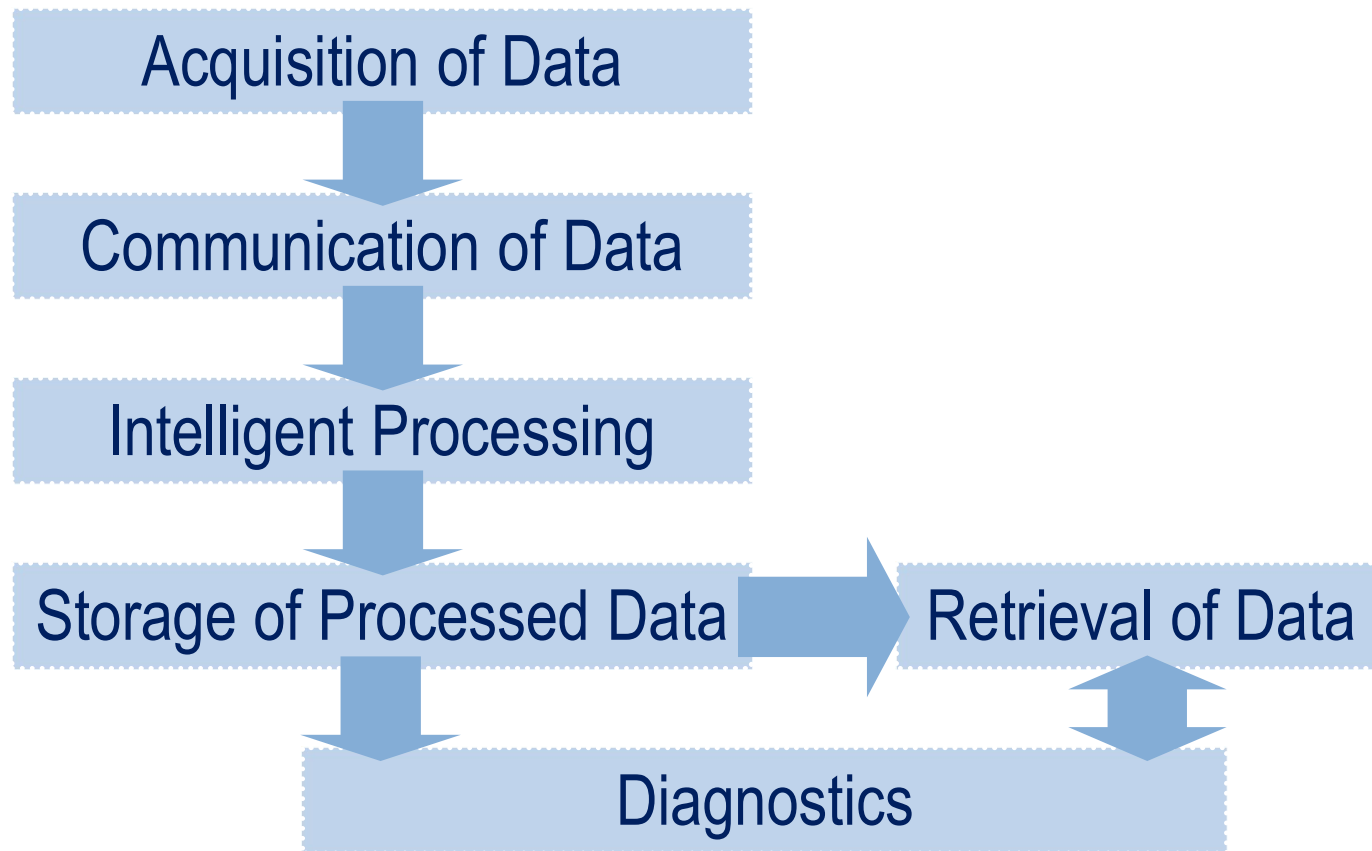 Acquisition of Data
Communication of Data
Intelligent Processing
Storage of Processed Data
Retrieval of Data
Diagnostics